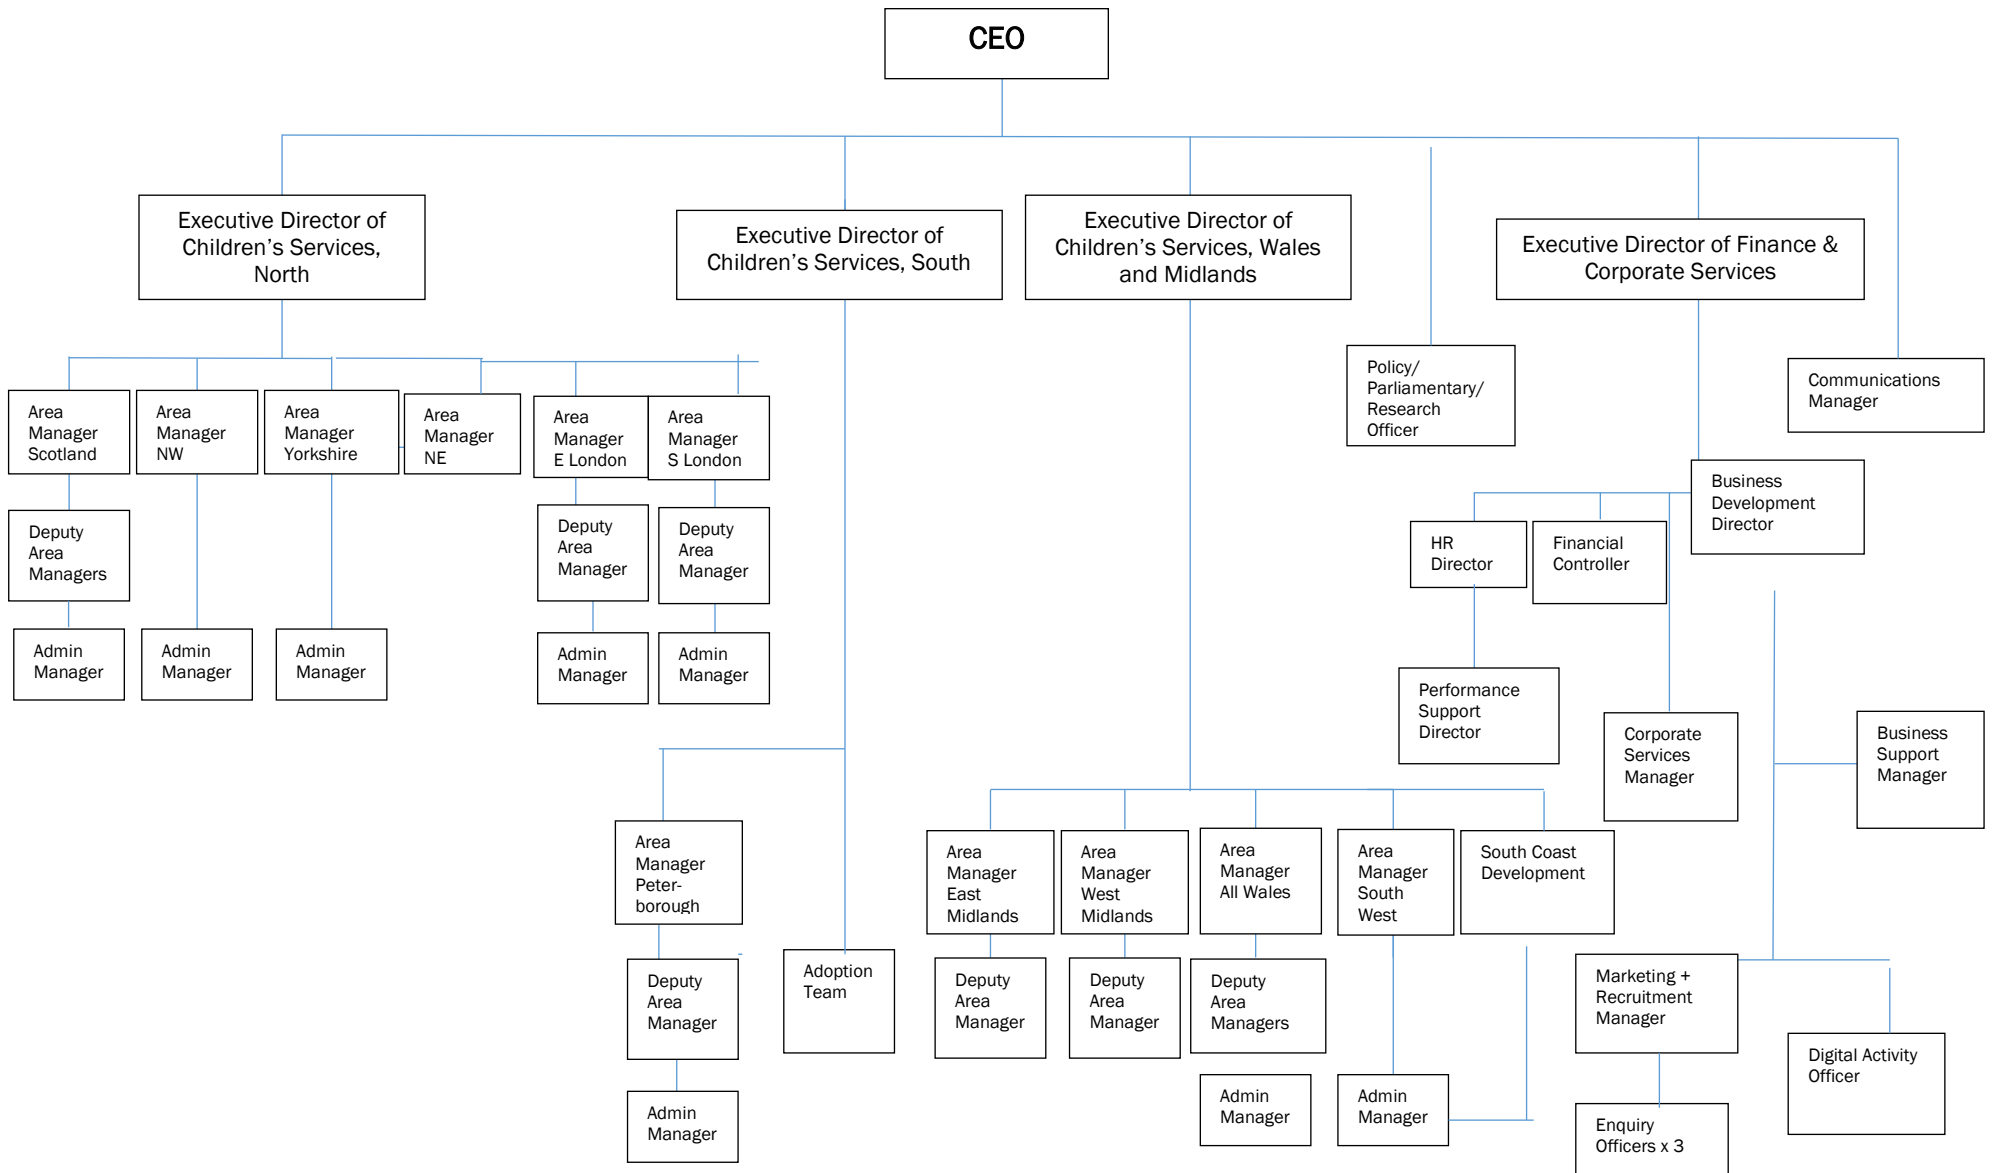 CEO
Executive Director of
Children’s Services,
North
Executive Director of
Children’s Services, South
Executive Director of
Children’s Services, Wales
and Midlands
Executive Director of Finance &
Corporate Services
Policy/
Parliamentary/
Research
Officer
Communications
Manager
Area
Manager
Scotland
Area
Manager
NW
Area
Manager
Yorkshire
Area
Manager
NE
Area
Manager
E London
Area
Manager
S London
Business
Development
Director
HR
Director
Financial
Controller
Deputy
Area
Managers
Deputy
Area
Manager
Deputy
Area
Manager
Admin
Manager
Admin
Manager
Admin
Manager
Admin
Manager
Admin
Manager
Performance
Support
Director
Corporate
Services
Manager
Business
Support
Manager
Area
Manager
Peter-
borough
Area
Manager
East
Midlands
Area
Manager
West
Midlands
Area
Manager
All Wales
Area
Manager
South
West
South Coast
Development
Deputy
Area
Manager
Adoption
Team
Deputy
Area
Manager
Deputy
Area
Manager
Deputy
Area
Managers
Marketing +
Recruitment
Manager
Digital Activity
Officer
Admin
Manager
Admin
Manager
Admin
Manager
Enquiry
Officers x 3